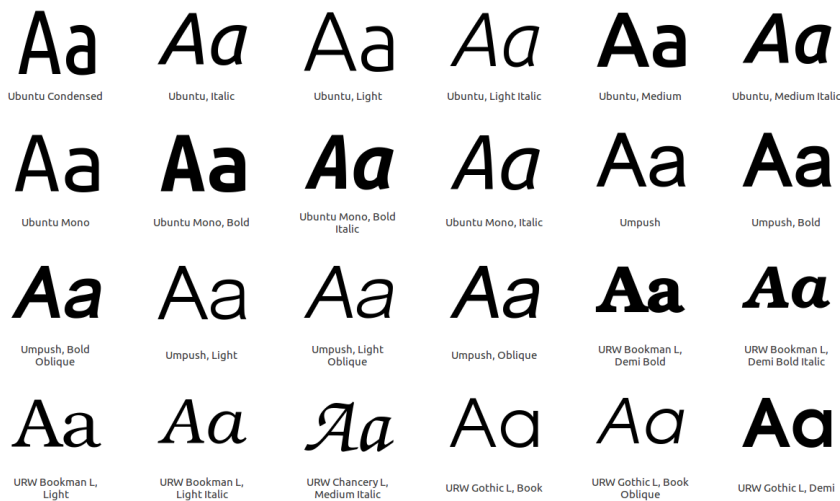 Aa Aa Aa Aa Aa Aa
Ubuntu Condensed Ubuntu, Italic Ubuntu, Light Ubuntu, Light Italic Ubuntu, Medium Ubuntu, Medium Italic
Aa Aa Aa Aa Aa Aa
Ubuntu Mono Ubuntu Mono, Bold Ubuntu Mono, Bold Italic Ubuntu Mono, Italic Umpush Umpush, Bold
Aa Aa Aa Aa Aa Aa
Umpush, Bold Oblique Umpush, Light Umpush, Light Oblique Umpush, Oblique URW Bookman L, Demi Bold URW Bookman L, Demi Bold Italic
Aa Aa Aa Aa Aa Aa
URW Bookman L, Light URW Bookman L, Light Italic URW Chancery L, Medium Italic URW Gothic L, Book URW Gothic L, Book Oblique URW Gothic L, Demi